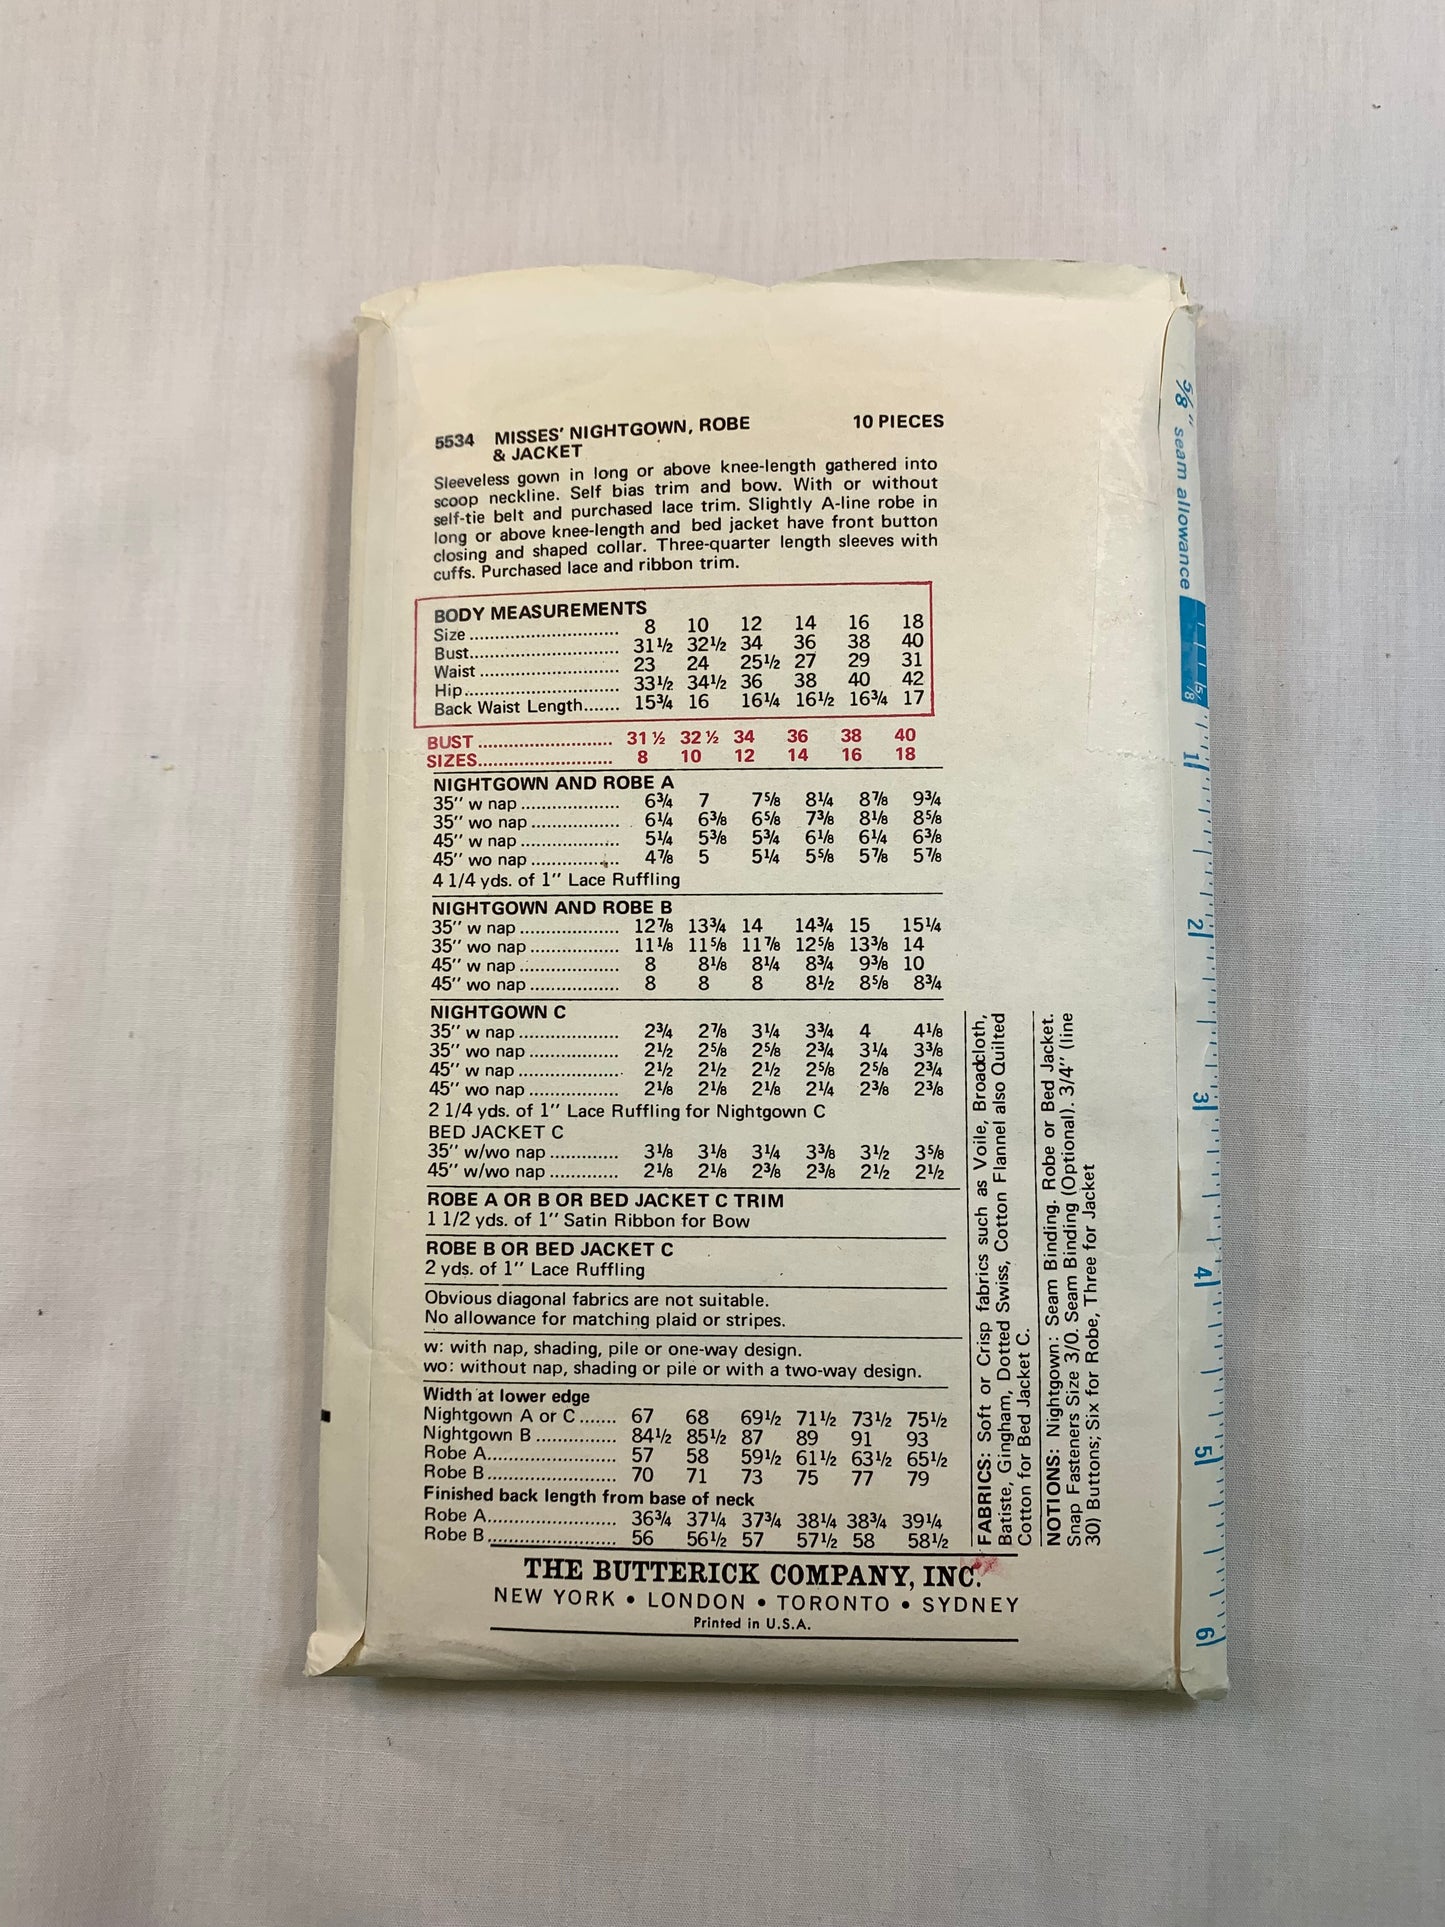 5534 MISSES' NIGHTGOWN, ROBE 10 PIECES
& JACKET
Sleeveless gown in long or above knee-length gathered into
scoop neckline. Self bias trim and bow. With or without
self-tie belt and purchased lace trim. Slightly A-line robe in
long or above knee-length and bed jacket have front button
closing and shaped collar. Three-quarter length sleeves with
cuffs. Purchased lace and ribbon trim.
BODY MEASUREMENTS
Size 8 10 12 14 16 18
Bust 31½ 32½ 34 36 38 40
Waist 23 24 25½ 27 29 31
Hip 33½ 34½ 36 38 40 42
Back Waist Length 15¾ 16 16¼ 16½ 16¾ 17
BUST 31 ½ 32 ½ 34 36 38 40
SIZES 8 10 12 14 16 18
NIGHTGOWN AND ROBE A
35" w nap 6¾ 7 7⅝ 8¼ 8⅞ 9¾
35" wo nap 6¼ 6⅜ 6⅝ 7⅜ 8⅛ 8⅝
45" w nap 5¼ 5⅜ 5¾ 6⅛ 6¼ 6⅜
45" wo nap 4⅞ 5 5¼ 5⅝ 5⅞ 5⅞
4 1/4 yds. of 1" Lace Ruffling
NIGHTGOWN AND ROBE B
35" w nap 12⅞ 13¾ 14 14¾ 15 15¼
35" wo nap 11⅛ 11⅝ 11⅞ 12⅝ 13⅜ 14
45" w nap 8 8⅛ 8¼ 8¾ 9⅜ 10
45" wo nap 8 8 8 8½ 8⅝ 8¾
NIGHTGOWN C
35" w nap 2¾ 2⅞ 3¼ 3¾ 4 4⅛
35" wo nap 2½ 2⅝ 2⅝ 2¾ 3¼ 3⅜
45" w nap 2½ 2½ 2½ 2⅝ 2⅝ 2¾
45" wo nap 2⅛ 2⅛ 2⅛ 2¼ 2⅜ 2⅜
2 1/4 yds. of 1" Lace Ruffling for Nightgown C
BED JACKET C
35" w/wo nap 3⅛ 3⅛ 3¼ 3⅜ 3½ 3⅝
45" w/wo nap 2⅛ 2⅛ 2⅜ 2⅜ 2½ 2½
ROBE A OR B OR BED JACKET C TRIM
1 1/2 yds. of 1" Satin Ribbon for Bow
ROBE B OR BED JACKET C
2 yds. of 1" Lace Ruffling
Obvious diagonal fabrics are not suitable.
No allowance for matching plaid or stripes.
w: with nap, shading, pile or one-way design.
wo: without nap, shading or pile or with a two-way design.
Width at lower edge
Nightgown A or C 67 68 69½ 71½ 73½ 75½
Nightgown B 84½ 85½ 87 89 91 93
Robe A 57 58 59½ 61½ 63½ 65½
Robe B 70 71 73 75 77 79
Finished back length from base of neck
Robe A 36¾ 37¼ 37¾ 38¼ 38¾ 39¼
Robe B 56 56½ 57 57½ 58 58½
THE BUTTERICK COMPANY, INC.
NEW YORK • LONDON • TORONTO • SYDNEY
Printed in U.S.A.
FABRICS: Soft or Crisp fabrics such as Voile, Broadcloth,
Batiste, Gingham, Dotted Swiss, Cotton Flannel also Quilted
Cotton for Bed Jacket C.
NOTIONS: Nightgown: Seam Binding. Robe or Bed Jacket.
Snap Fasteners Size 3/0. Seam Binding (Optional). 3/4" (line
30) Buttons; Six for Robe, Three for Jacket
5/8" seam allowance
5/8
1
2
3
4
5
6